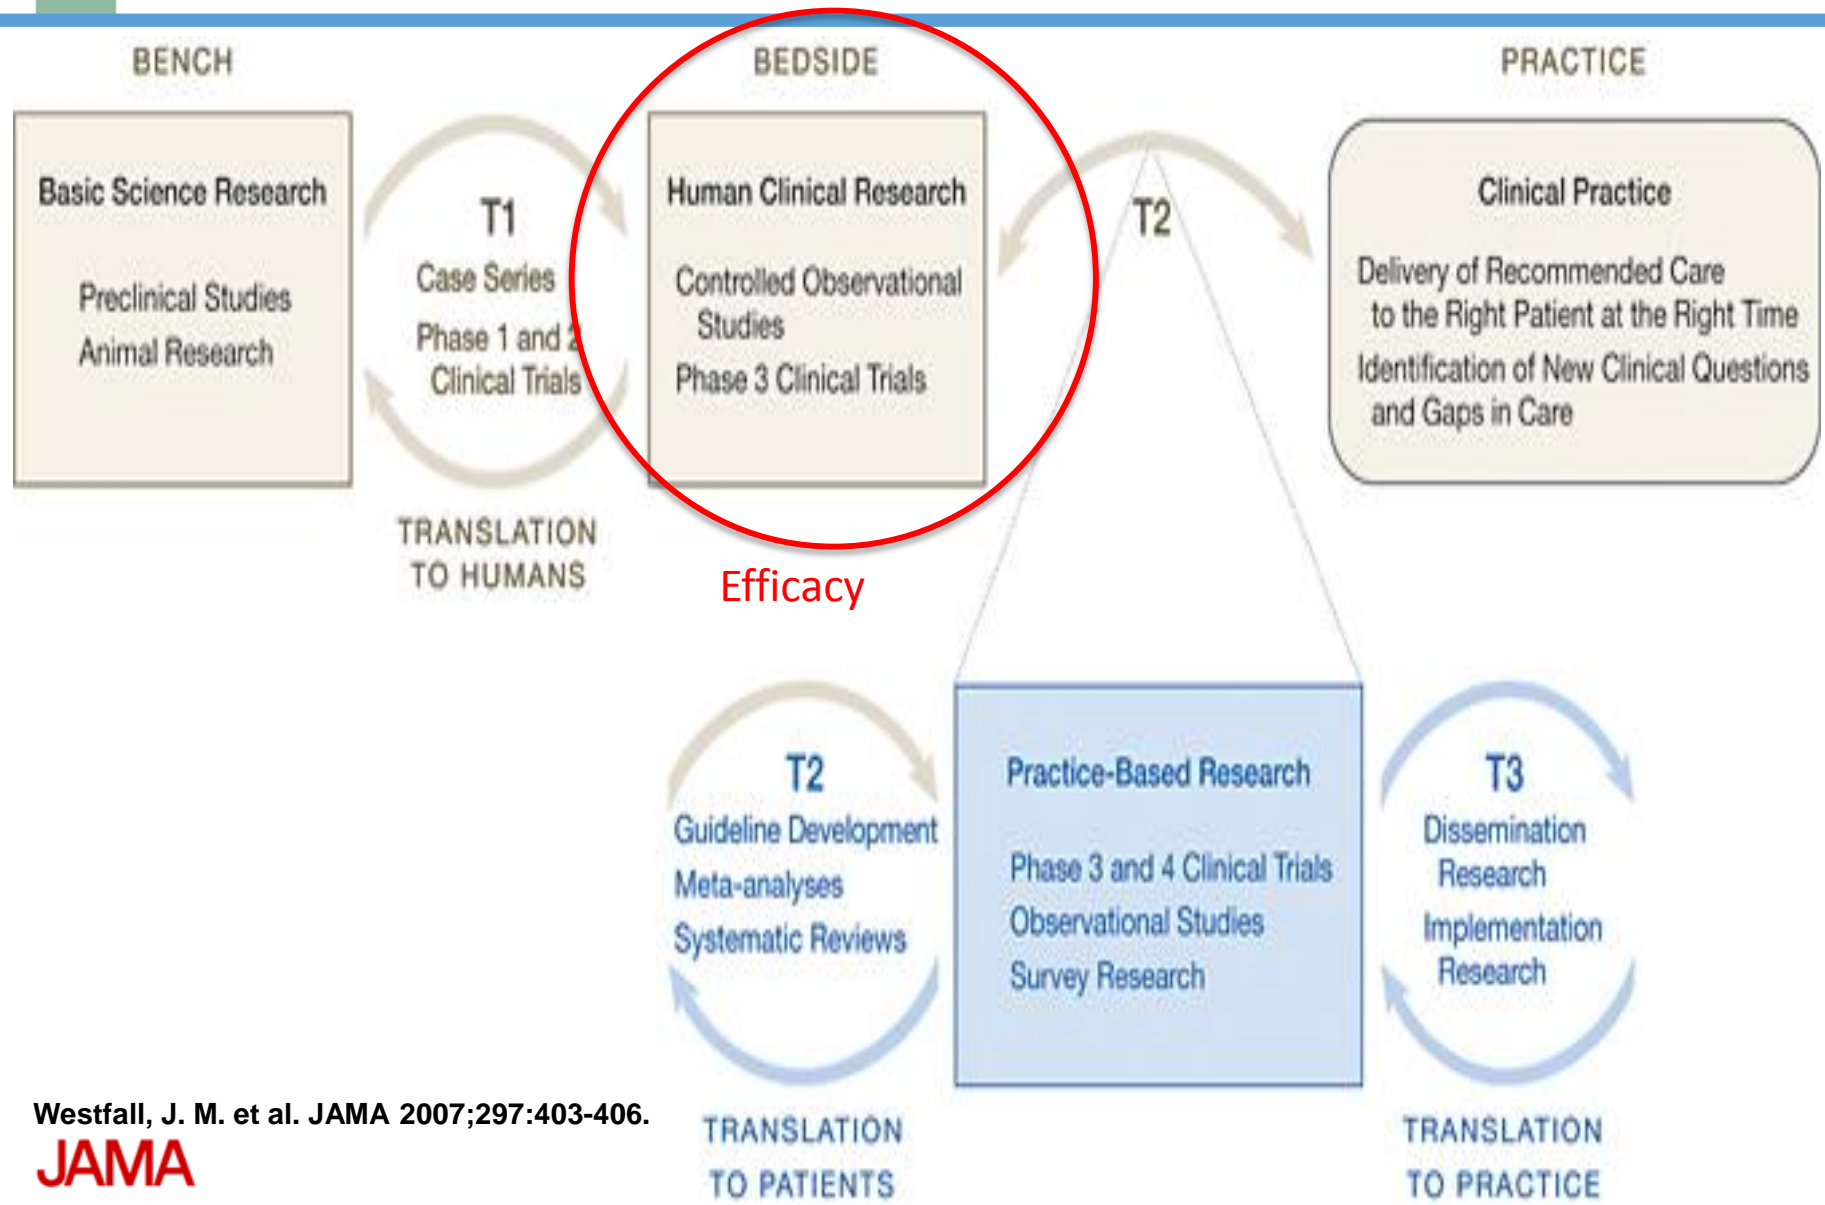 BENCH
Basic Science Research
Preclinical Studies
Animal Research
T1
Case Series
Phase 1 and 2
Clinical Trials
TRANSLATION
TO HUMANS
BEDSIDE
Human Clinical Research
Controlled Observational
Studies
Phase 3 Clinical Trials
Efficacy
T2
PRACTICE
Clinical Practice
Delivery of Recommended Care
to the Right Patient at the Right Time
Identification of New Clinical Questions
and Gaps in Care
T2
Guideline Development
Meta-analyses
Systematic Reviews
TRANSLATION
TO PATIENTS
Practice-Based Research
Phase 3 and 4 Clinical Trials
Observational Studies
Survey Research
T3
Dissemination
Research
Implementation
Research
TRANSLATION
TO PRACTICE
Westfall, J. M. et al. JAMA 2007;297:403-406.
JAMA